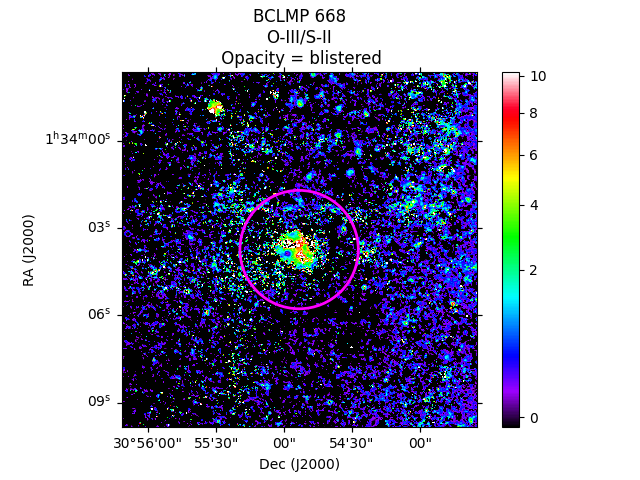 BCLMP 668
O-III/S-II
Opacity = blistered
10
8
6
4
2
0
RA (J2000)
1ʰ34ᵐ00ˢ
03ˢ
06ˢ
09ˢ
30°56'00" 55'30" 00" 54'30" 00"
Dec (J2000)